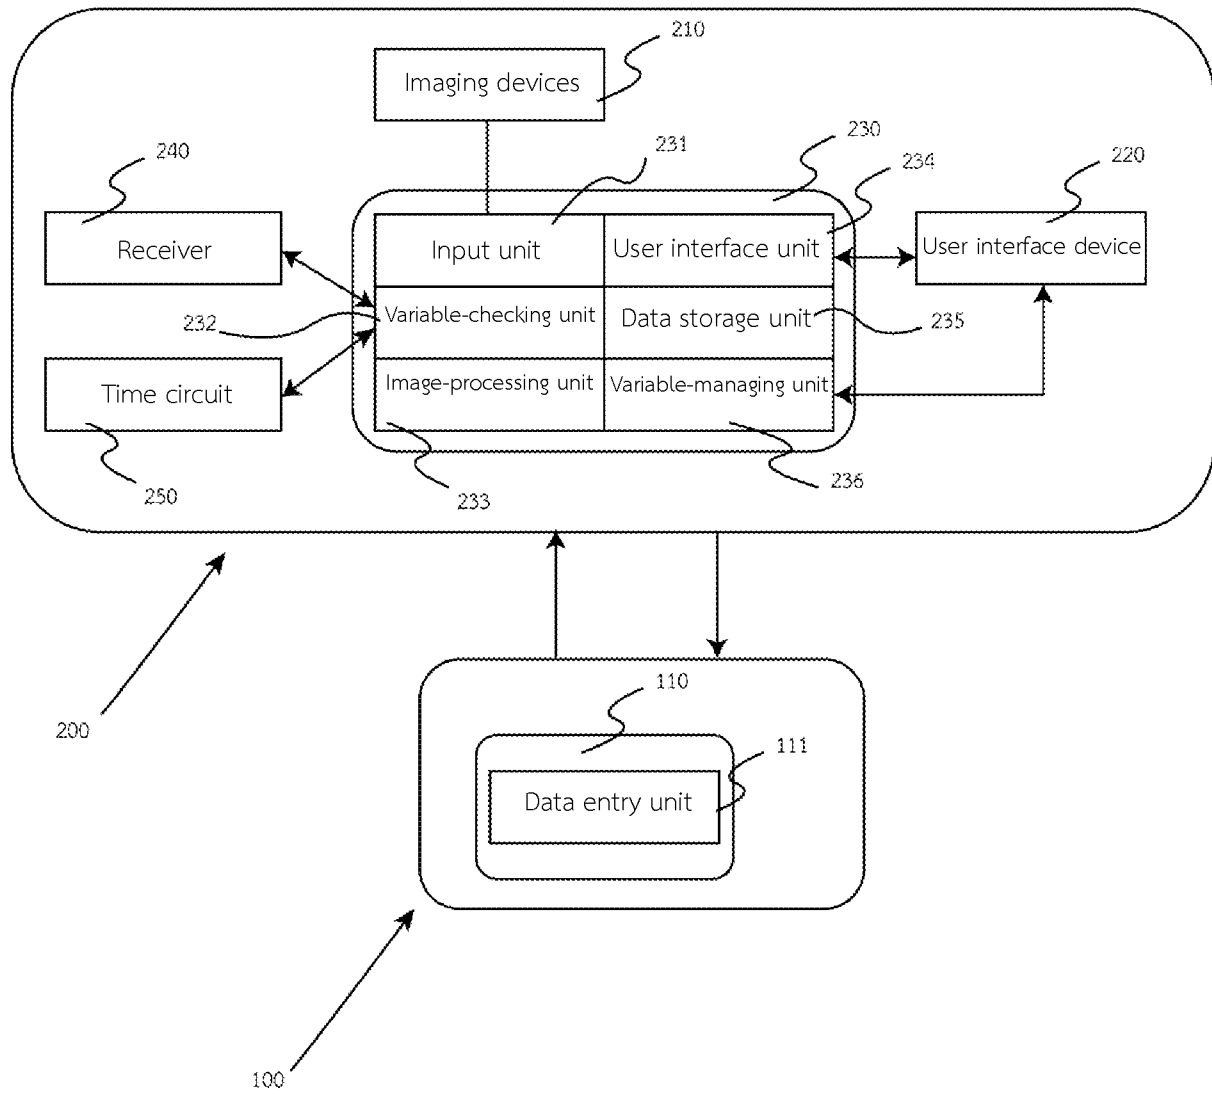 210
Imaging devices
230
231
234
220
240
Receiver
Input unit
User interface unit
User interface device
232
Variable-checking unit
Data storage unit
235
Time circuit
Image-processing unit
Variable-managing unit
250
233
236
200
110
111
Data entry unit
100